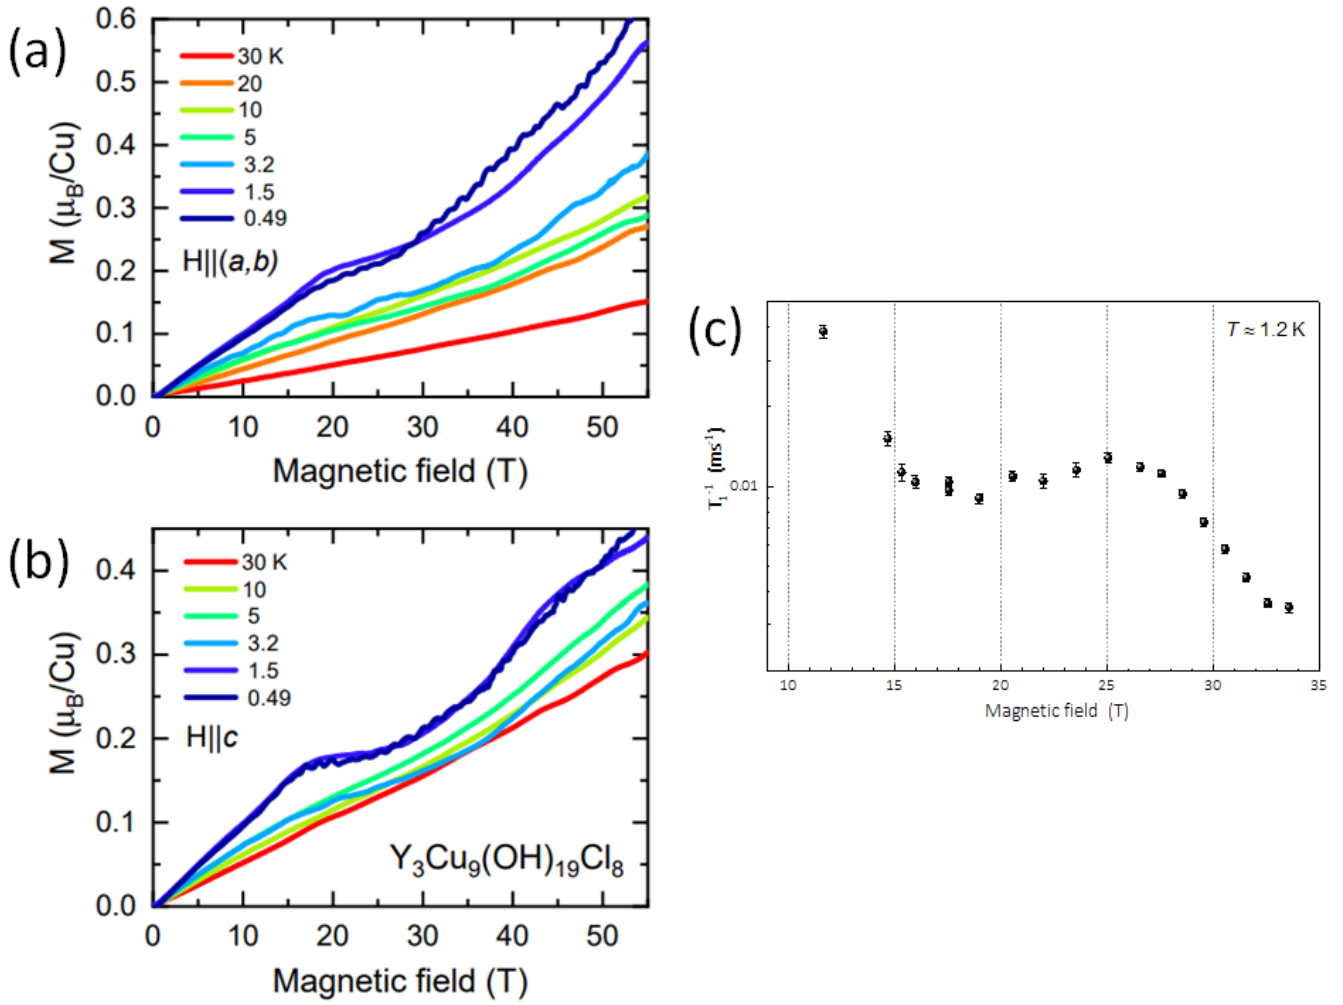 (a)
0.6
0.5
0.4
0.3
0.2
0.1
0.0
M (μ_B/Cu)
30 K
20
10
5
3.2
1.5
0.49
H||(a,b)
0 10 20 30 40 50
Magnetic field (T)
(b)
0.4
0.3
0.2
0.1
0.0
M (μ_B/Cu)
30 K
10
5
3.2
1.5
0.49
H||c
Y₃Cu₉(OH)₁₉Cl₈
0 10 20 30 40 50
Magnetic field (T)
(c)
T ≈ 1.2 K
T₁⁻¹ (ms⁻¹)
0.01
10 15 20 25 30 35
Magnetic field (T)